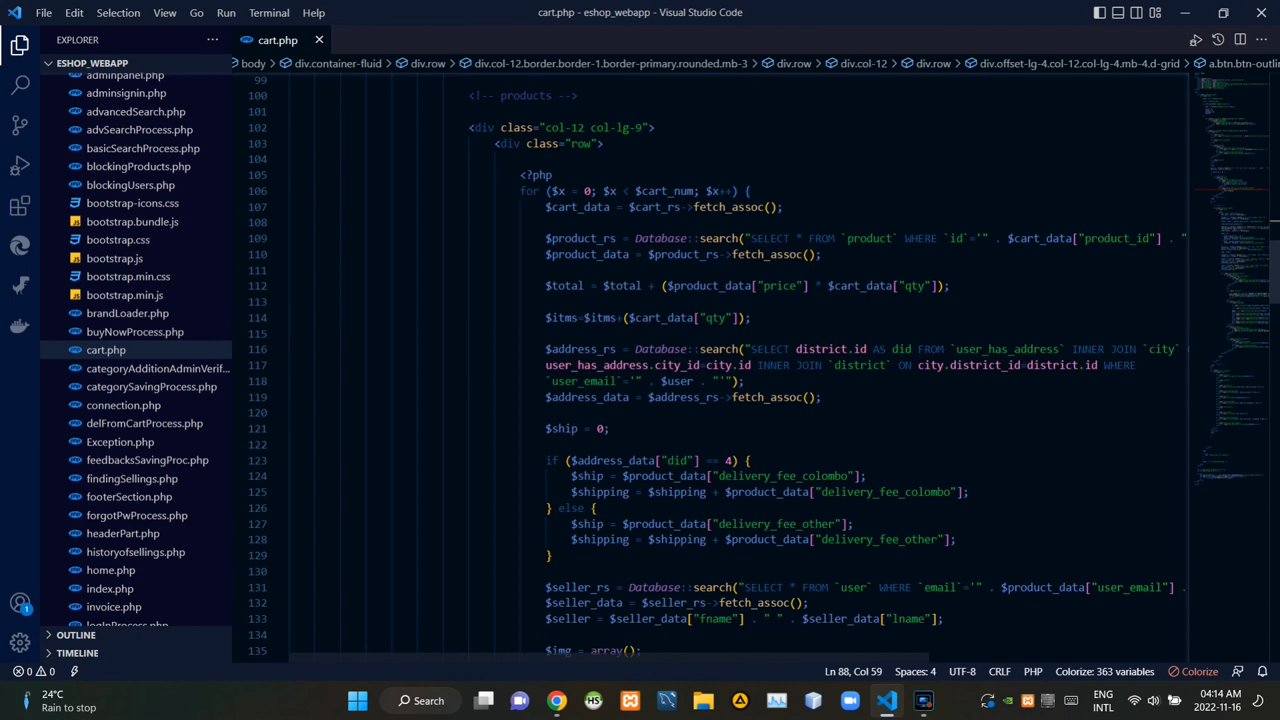 File Edit Selection View Go Run Terminal Help
cart.php - eshop_webapp - Visual Studio Code
EXPLORER
cart.php
ESHOP_WEBAPP
body div.container-fluid div.row div.col-12.border.border-1.border-primary.rounded.mb-3 div.row div.col-12 div.row div.offset-lg-4.col-12.col-lg-4.mb-4.d-grid a.btn.btn-outlin
adminpanel.php
adminsignin.php
advancedSearch.php
advSearchProcess.php
basicSearchProcess.php
blockingProducts.php
blockingUsers.php
bootstrap-icons.css
bootstrap.bundle.js
bootstrap.css
bootstrap.js
bootstrap.min.css
bootstrap.min.js
brandLoader.php
buyNowProcess.php
cart.php
categoryAdditionAdminVerif...
categorySavingProcess.php
connection.php
delFromCartProcess.php
Exception.php
feedbacksSavingProc.php
findingSellings.php
footerSection.php
forgotPwProcess.php
headerPart.php
historyofsellings.php
home.php
index.php
invoice.php
logInProcess.php
OUTLINE
TIMELINE
99
100 <!-- products -->
101
102 <div class="col-12 col-lg-9">
103 <div class="row">
104
105 <?php
106 for ($x = 0; $x < $cart_num; $x++) {
107 $cart_data = $cart_rs->fetch_assoc();
108
109 $product_rs = Database::search("SELECT * FROM `product` WHERE `id`='" . $cart_data["product_id"] . "
110 $product_data = $product_rs->fetch_assoc();
111
112 $total = $total + ($product_data["price"] * $cart_data["qty"]);
113
114 $itms=$itms+($cart_data["qty"]);
115
116 $address_rs = Database::search("SELECT district.id AS did FROM `user_has_address` INNER JOIN `city`
117 user_has_address.city_id=city.id INNER JOIN `district` ON city.district_id=district.id WHERE
118 `user_email`='" . $user . "'");
119 $address_data = $address_rs->fetch_assoc();
120
121 $ship = 0;
122
123 if ($address_data["did"] == 4) {
124 $ship = $product_data["delivery_fee_colombo"];
125 $shipping = $shipping + $product_data["delivery_fee_colombo"];
126 } else {
127 $ship = $product_data["delivery_fee_other"];
128 $shipping = $shipping + $product_data["delivery_fee_other"];
129 }
130
131 $seller_rs = Database::search("SELECT * FROM `user` WHERE `email`='" . $product_data["user_email"] .
132 $seller_data = $seller_rs->fetch_assoc();
133 $seller = $seller_data["fname"] . " " . $seller_data["lname"];
134
135 $img = array();
0 0 Ln 88, Col 59 Spaces: 4 UTF-8 CRLF PHP Colorize: 363 variables Colorize
24°C
Rain to stop
Search
ENG
INTL
04:14 AM
2022-11-16